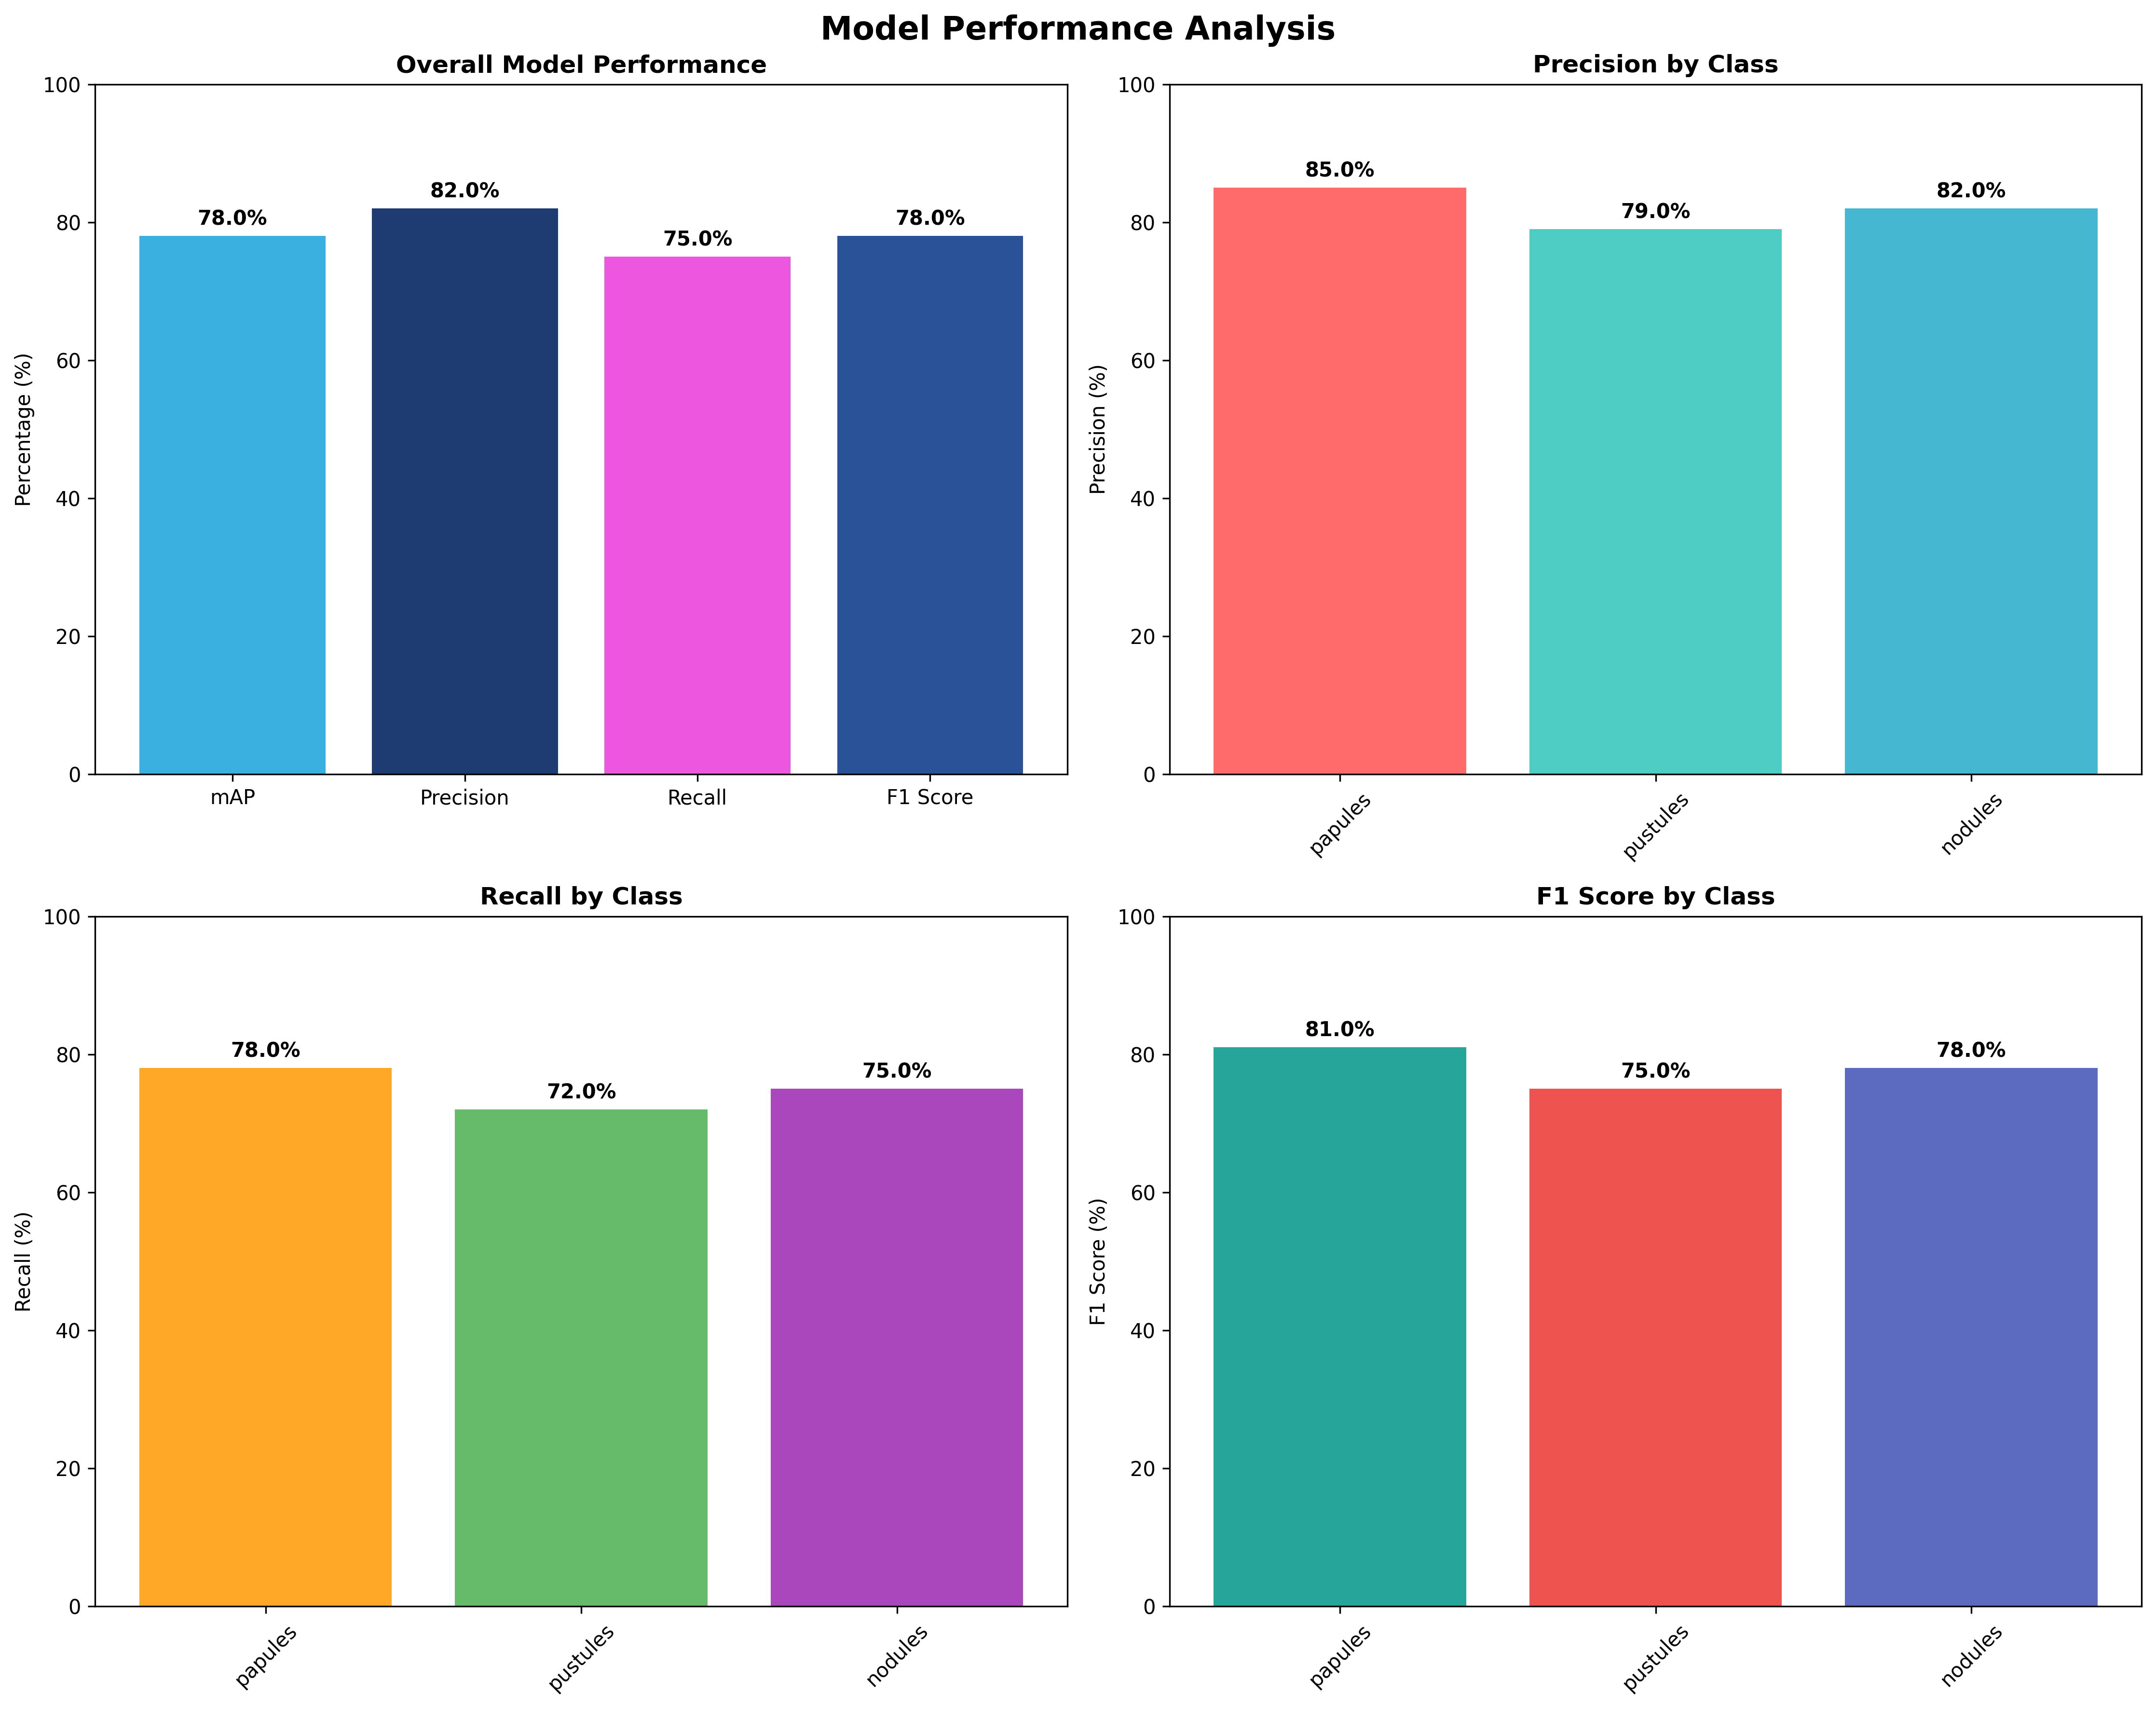 Model Performance Analysis
Overall Model Performance
Percentage (%)
100
80
60
40
20
0
78.0%
82.0%
75.0%
78.0%
mAP
Precision
Recall
F1 Score
Precision by Class
Precision (%)
100
80
60
40
20
0
85.0%
79.0%
82.0%
papules
pustules
nodules
Recall by Class
Recall (%)
100
80
60
40
20
0
78.0%
72.0%
75.0%
papules
pustules
nodules
F1 Score by Class
F1 Score (%)
100
80
60
40
20
0
81.0%
75.0%
78.0%
papules
pustules
nodules